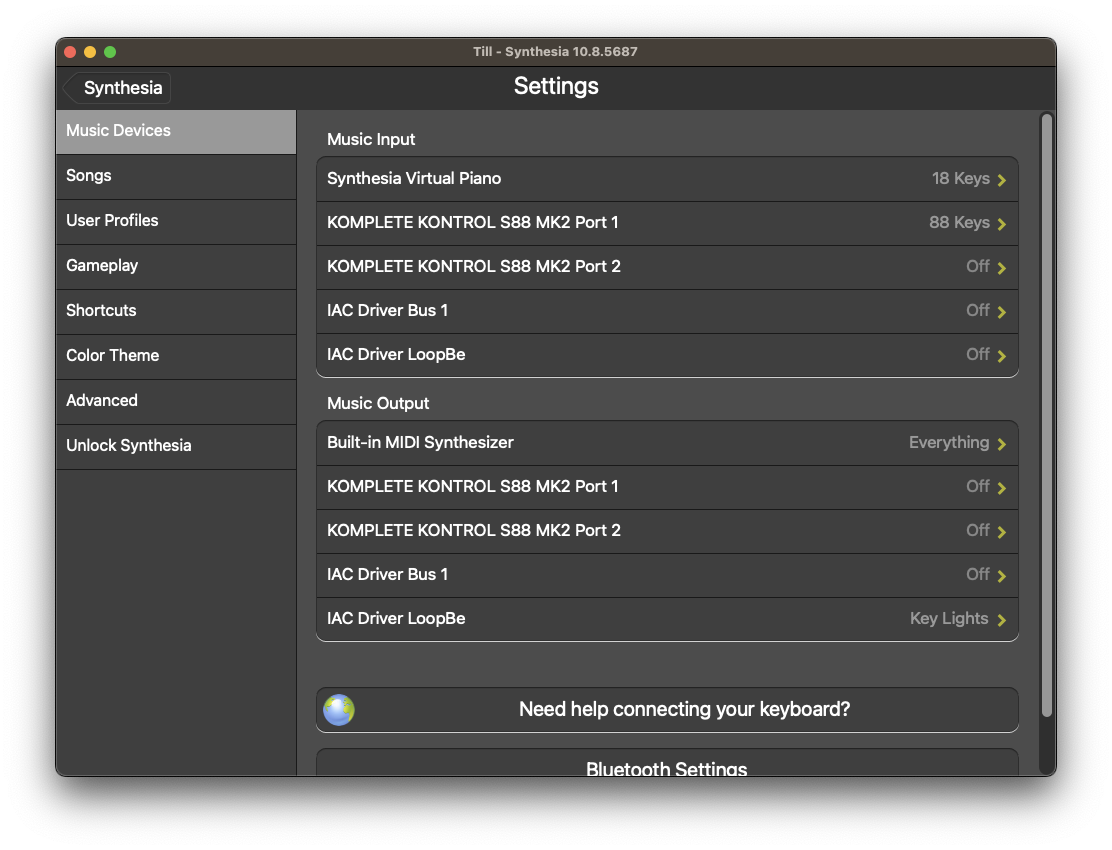 Till - Synthesia 10.8.5687
Synthesia
Settings
Music Devices
Songs
User Profiles
Gameplay
Shortcuts
Color Theme
Advanced
Unlock Synthesia
Music Input
Synthesia Virtual Piano 18 Keys
KOMPLETE KONTROL S88 MK2 Port 1 88 Keys
KOMPLETE KONTROL S88 MK2 Port 2 Off
IAC Driver Bus 1 Off
IAC Driver LoopBe Off
Music Output
Built-in MIDI Synthesizer Everything
KOMPLETE KONTROL S88 MK2 Port 1 Off
KOMPLETE KONTROL S88 MK2 Port 2 Off
IAC Driver Bus 1 Off
IAC Driver LoopBe Key Lights
Need help connecting your keyboard?
Bluetooth Settings